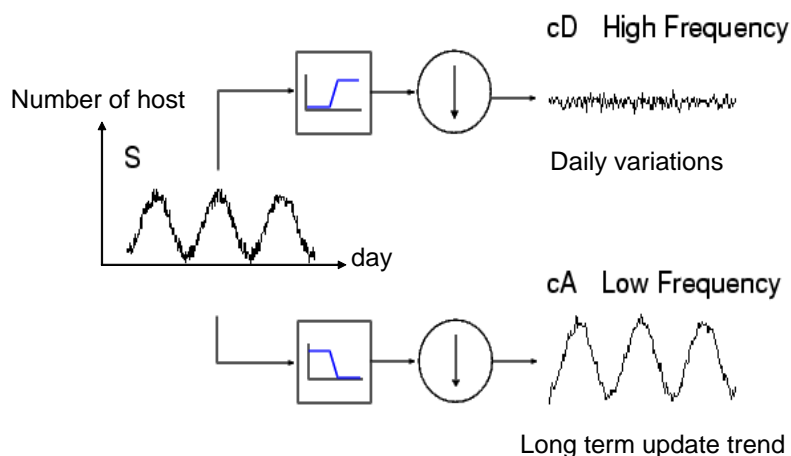 cD High Frequency
Number of host
S
Daily variations
day
cA Low Frequency
Long term update trend